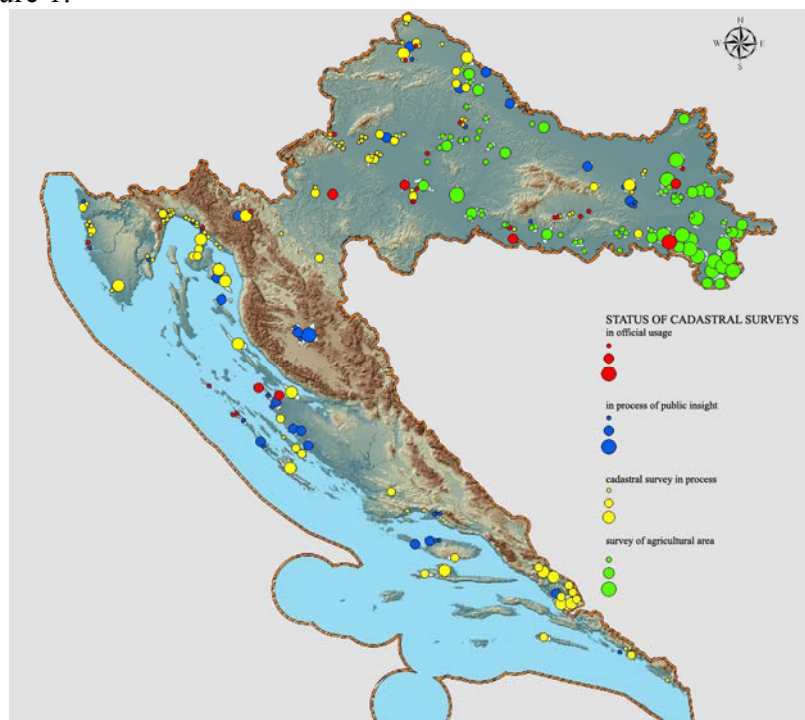 N
W E
S
STATUS OF CADASTRAL SURVEYS
in official usage
in process of public insight
cadastral survey in process
survey of agricultural area